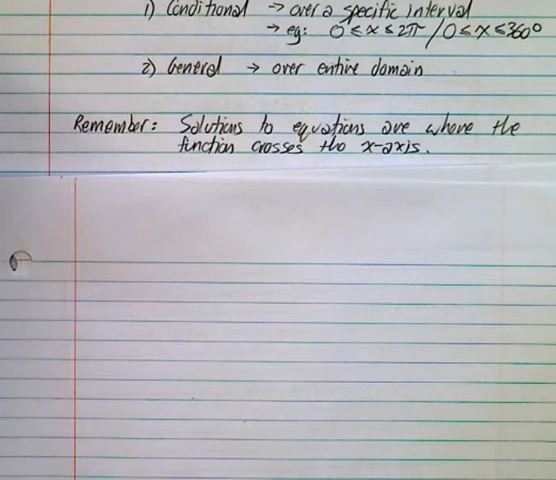 1) Conditional → over a specific interval
→ eg: 0 ≤ x ≤ 2π / 0 ≤ x ≤ 360°
2) General → over entire domain
Remember: Solutions to equations are where the
function crosses the x-axis.